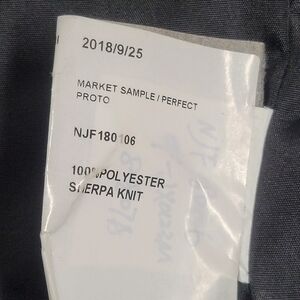 2018/9/25
MARKET SAMPLE / PERFECT
PROTO
NJF180106
100%POLYESTER
SHERPA KNIT